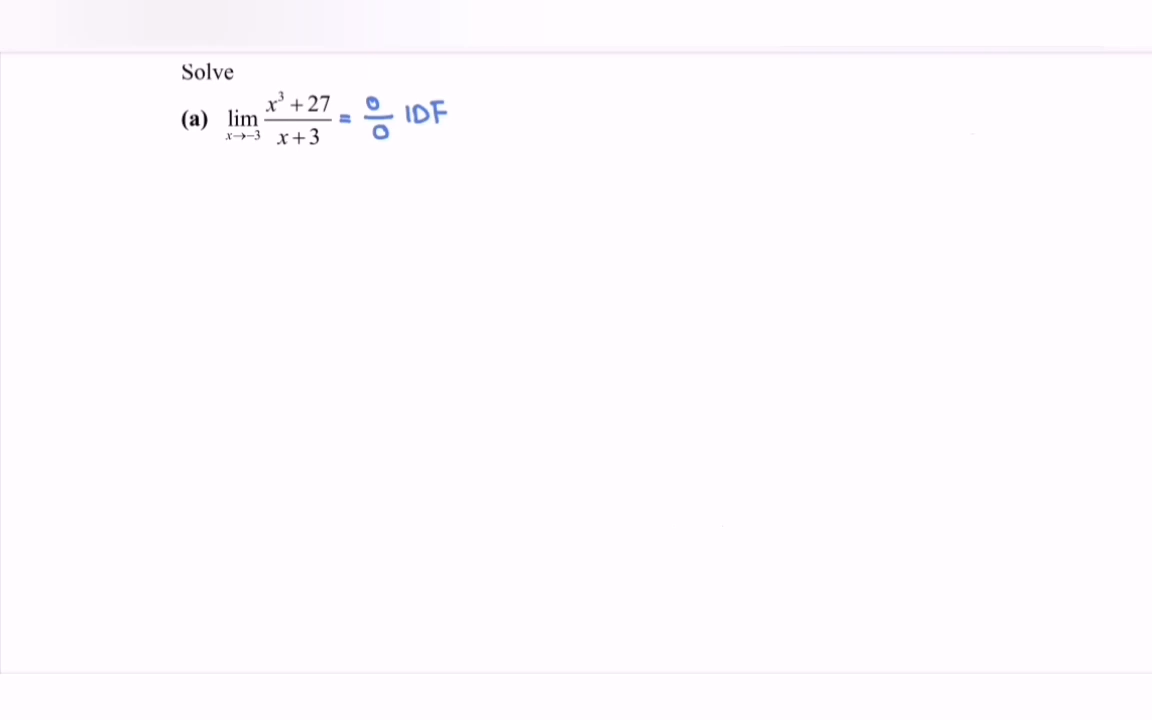 Solve
(a) lim x→-3 x³+27 / x+3 = 0/0 IDF